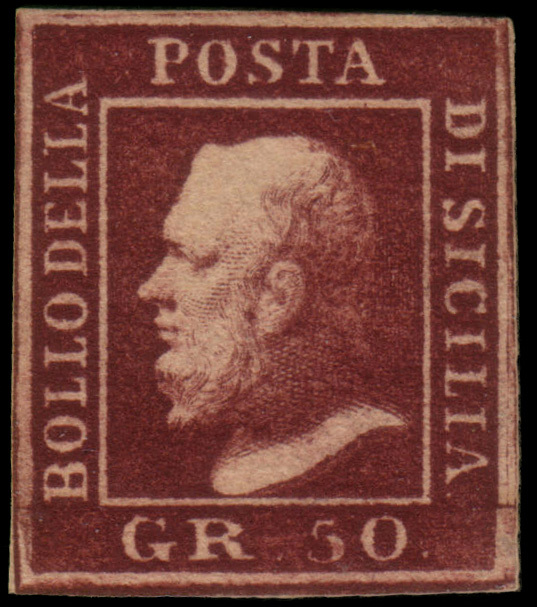 BOLLO DELLA
POSTA
DI SICILIA
GR. 50.